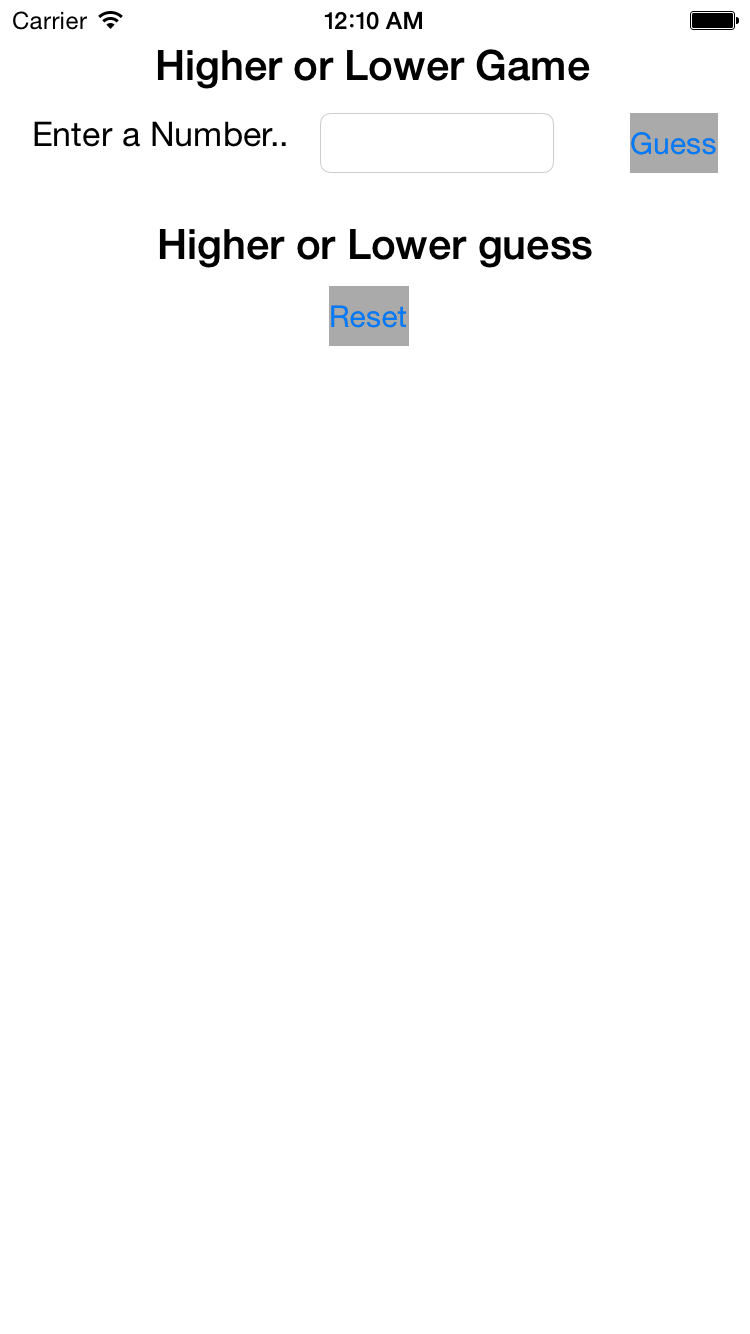 Carrier 12:10 AM
Higher or Lower Game
Enter a Number.. Guess
Higher or Lower guess
Reset